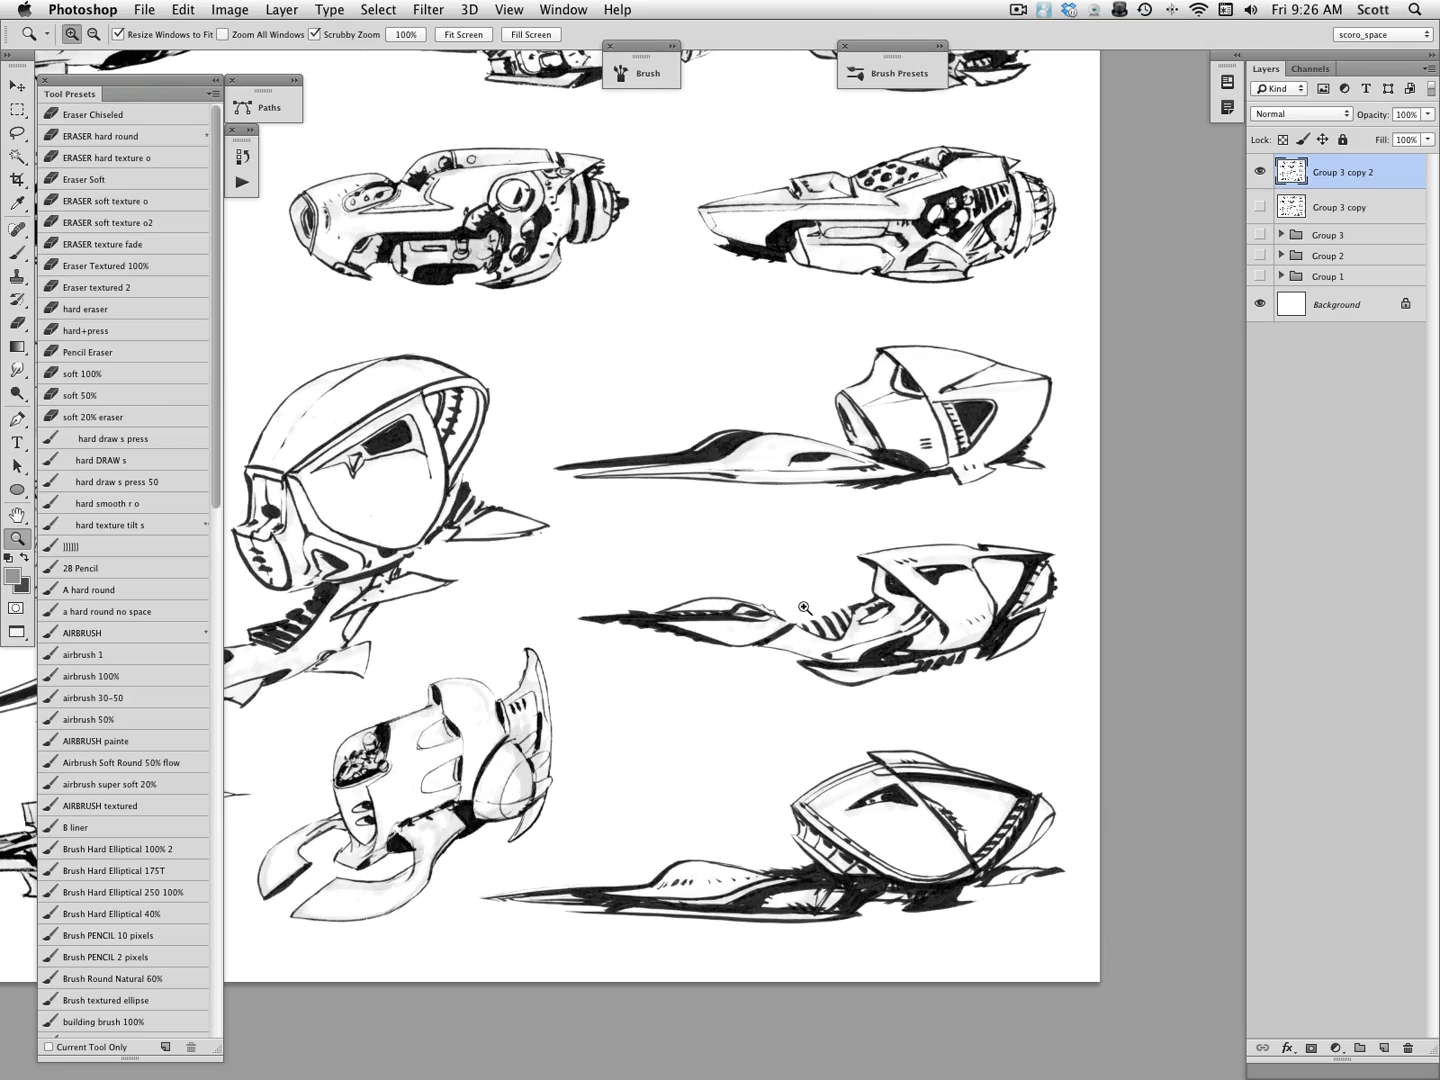 Photoshop File Edit Image Layer Type Select Filter 3D View Window Help Fri 9:26 AM Scott
Resize Windows to Fit Zoom All Windows Scrubby Zoom 100% Fit Screen Fill Screen scoro_space
Brush
Brush Presets
Paths
Tool Presets
Eraser Chiseled
ERASER hard round
ERASER hard texture o
Eraser Soft
ERASER soft texture o
ERASER soft texture o2
ERASER texture fade
Eraser Textured 100%
Eraser textured 2
hard eraser
hard+press
Pencil Eraser
soft 100%
soft 50%
soft 20% eraser
hard draw s press
hard DRAW s
hard draw s press 50
hard smooth r o
hard texture tilt s
]]]]]]
2B Pencil
A hard round
a hard round no space
AIRBRUSH
airbrush 1
airbrush 100%
airbrush 30-50
airbrush 50%
AIRBRUSH painte
Airbrush Soft Round 50% flow
airbrush super soft 20%
AIRBRUSH textured
B liner
Brush Hard Elliptical 100% 2
Brush Hard Elliptical 175T
Brush Hard Elliptical 250 100%
Brush Hard Elliptical 40%
Brush PENCIL 10 pixels
Brush PENCIL 2 pixels
Brush Round Natural 60%
Brush textured ellipse
building brush 100%
Current Tool Only
Layers Channels
Kind
Normal Opacity: 100%
Lock: Fill: 100%
Group 3 copy 2
Group 3 copy
Group 3
Group 2
Group 1
Background